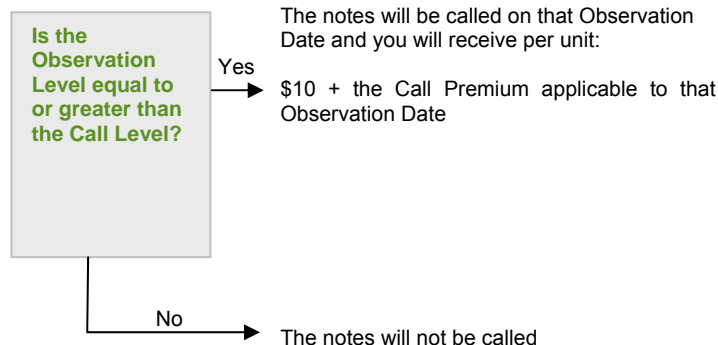 Is the
Observation
Level equal to
or greater than
the Call Level?
Yes
The notes will be called on that Observation
Date and you will receive per unit:
$10 + the Call Premium applicable to that
Observation Date
No
The notes will not be called